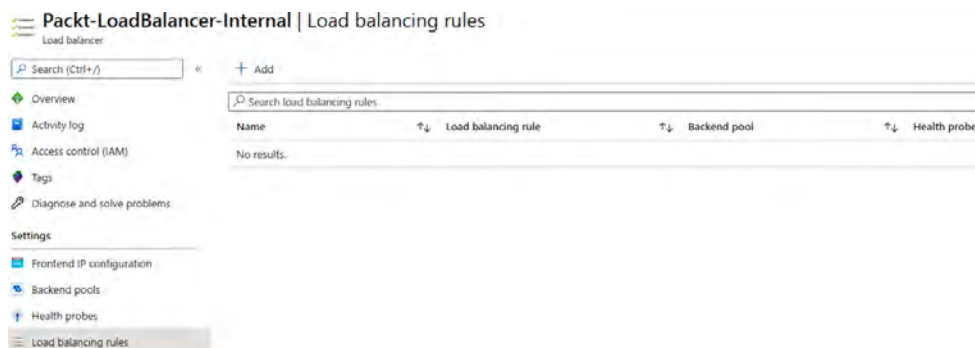 Packt-LoadBalancer-Internal | Load balancing rules
Load balancer
Search (Ctrl+/)
«
+ Add
Overview
Activity log
Access control (IAM)
Tags
Diagnose and solve problems
Settings
Frontend IP configuration
Backend pools
Health probes
Load balancing rules
Search load balancing rules
Name ↑↓ Load balancing rule ↑↓ Backend pool ↑↓ Health probe
No results.